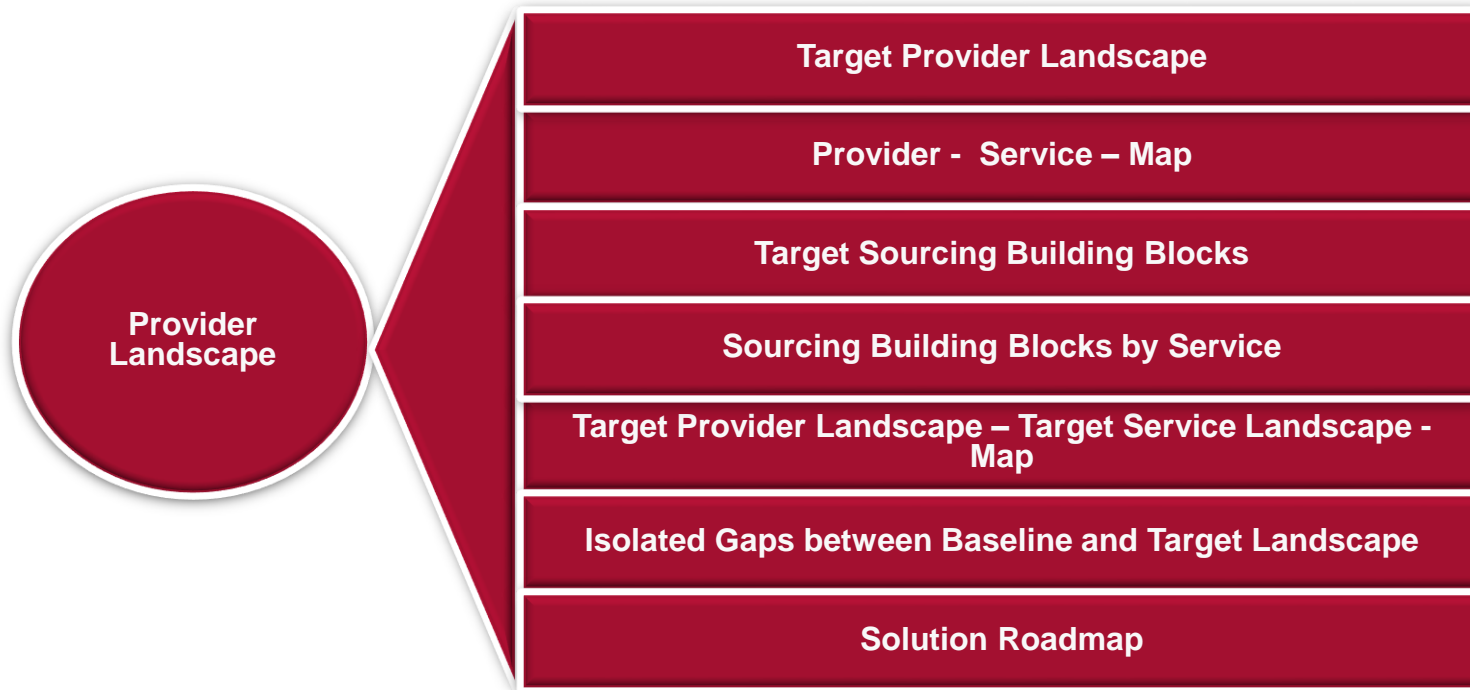 Target Provider Landscape
Provider -  Service – Map
Target Sourcing Building Blocks
Provider
Landscape
Sourcing Building Blocks by Service
Target Provider Landscape – Target Service Landscape -
Map
Isolated Gaps between Baseline and Target Landscape
Solution Roadmap